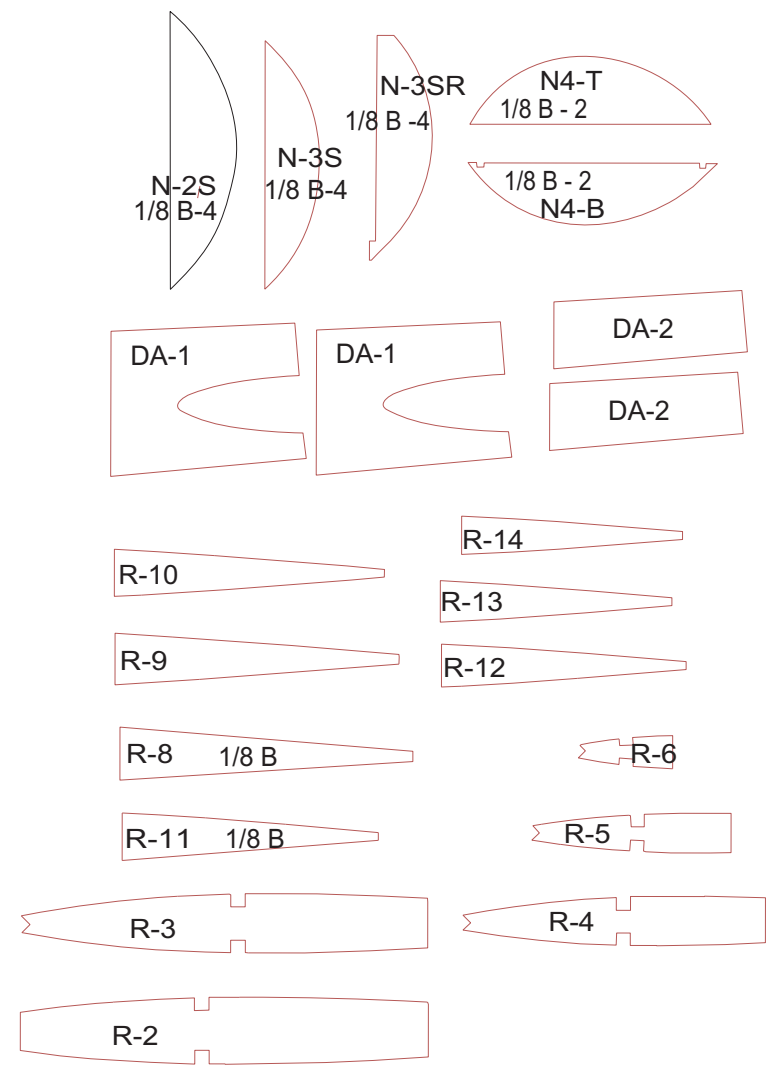 N-2S
1/8 B-4
N-3S
1/8 B-4
N-3SR
1/8 B -4
N4-T
1/8 B - 2
1/8 B - 2
N4-B
DA-1
DA-1
DA-2
DA-2
R-10
R-14
R-13
R-9
R-12
R-8 1/8 B
R-6
R-11 1/8 B
R-5
R-3
R-4
R-2